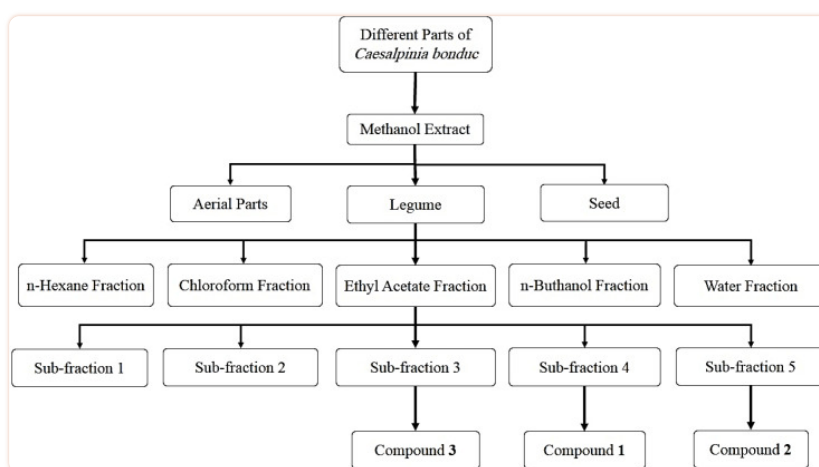 Different Parts of
Caesalpinia bonduc
Methanol Extract
Aerial Parts
Legume
Seed
n-Hexane Fraction
Chloroform Fraction
Ethyl Acetate Fraction
n-Buthanol Fraction
Water Fraction
Sub-fraction 1
Sub-fraction 2
Sub-fraction 3
Sub-fraction 4
Sub-fraction 5
Compound 3
Compound 1
Compound 2